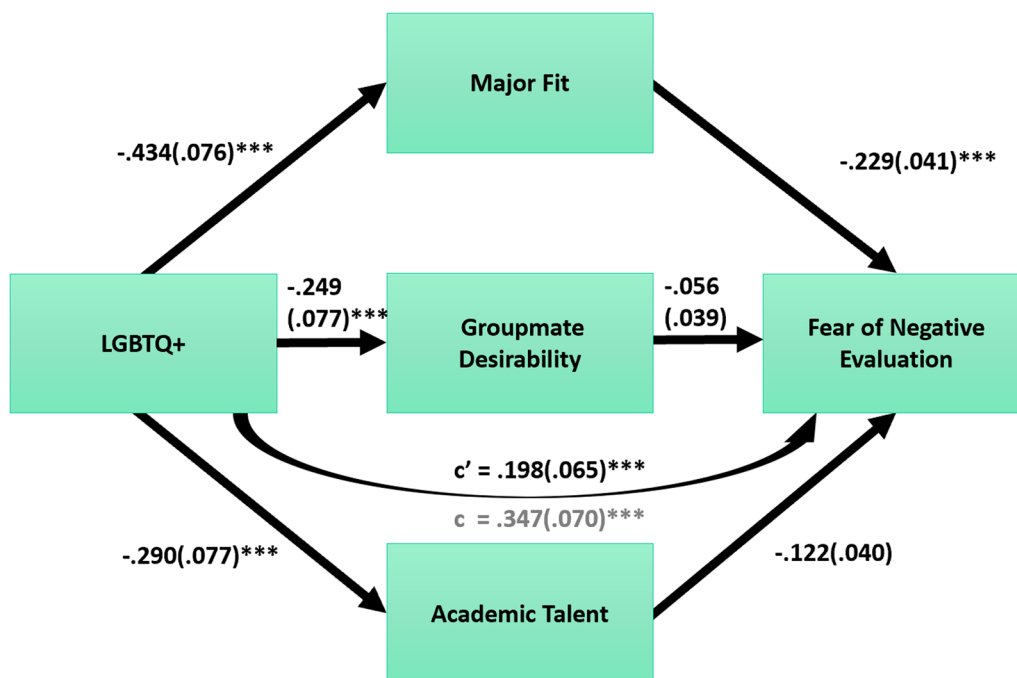 Major Fit
-.434(.076)***
-.229(.041)***
LGBTQ+
-.249
(.077)***
Groupmate
Desirability
-.056
(.039)
Fear of Negative
Evaluation
c’ = .198(.065)***
c  = .347(.070)***
-.290(.077)***
-.122(.040)
Academic Talent